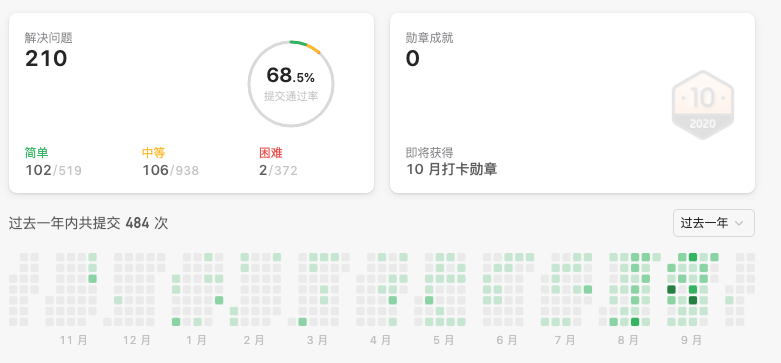 解决问题
210
68.5%
提交通过率
简单
102/519
中等
106/938
困难
2/372
勋章成就
0
10
2020
即将获得
10 月打卡勋章
过去一年内共提交 484 次
过去一年
11 月 12 月 1 月 2 月 3 月 4 月 5 月 6 月 7 月 8 月 9 月